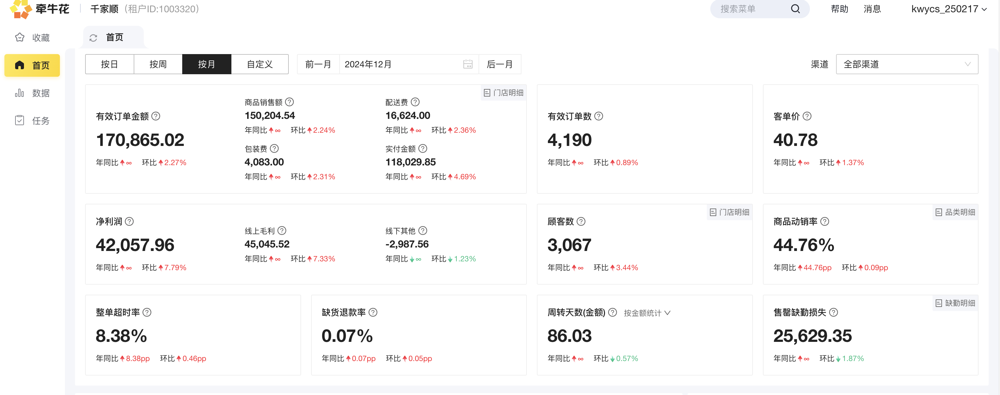 牵牛花
千家顺（租户ID:1003320）
搜索菜单
帮助
消息
kwycs_250217
收藏
首页
数据
任务
首页
按日
按周
按月
自定义
前一月
2024年12月
后一月
渠道
全部渠道
门店明细
有效订单金额
170,865.02
年同比 ∞ 环比 2.27%
商品销售额
150,204.54
年同比 ∞ 环比 2.24%
配送费
16,624.00
年同比 ∞ 环比 2.36%
包装费
4,083.00
年同比 ∞ 环比 2.31%
实付金额
118,029.85
年同比 ∞ 环比 4.69%
有效订单数
4,190
年同比 ∞ 环比 0.89%
客单价
40.78
年同比 ∞ 环比 1.37%
净利润
42,057.96
年同比 ∞ 环比 7.79%
线上毛利
45,045.52
年同比 ∞ 环比 7.33%
线下其他
-2,987.56
年同比 ∞ 环比 1.23%
门店明细
顾客数
3,067
年同比 ∞ 环比 3.44%
品类明细
商品动销率
44.76%
年同比 44.76pp 环比 0.09pp
整单超时率
8.38%
年同比 8.38pp 环比 0.46pp
缺货退款率
0.07%
年同比 0.07pp 环比 0.05pp
周转天数(金额) 按金额统计
86.03
年同比 ∞ 环比 0.57%
缺勤明细
售罄缺勤损失
25,629.35
年同比 ∞ 环比 1.87%